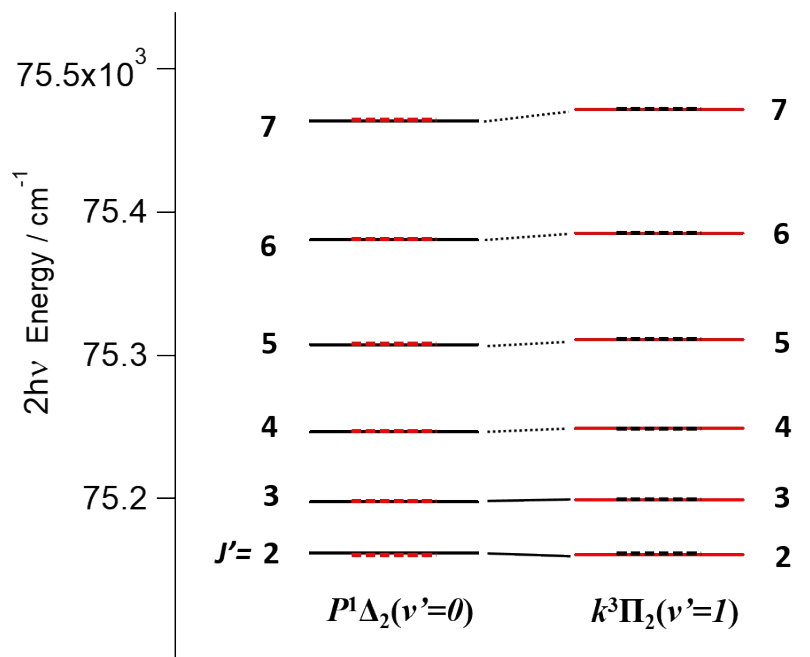 75.5x10³
7 7
75.4
6 6
2hν Energy / cm⁻¹
75.3
5 5
4 4
75.2
3 3
J’= 2 2
P¹Δ₂(v’=0) k³Π₂(v’=1)